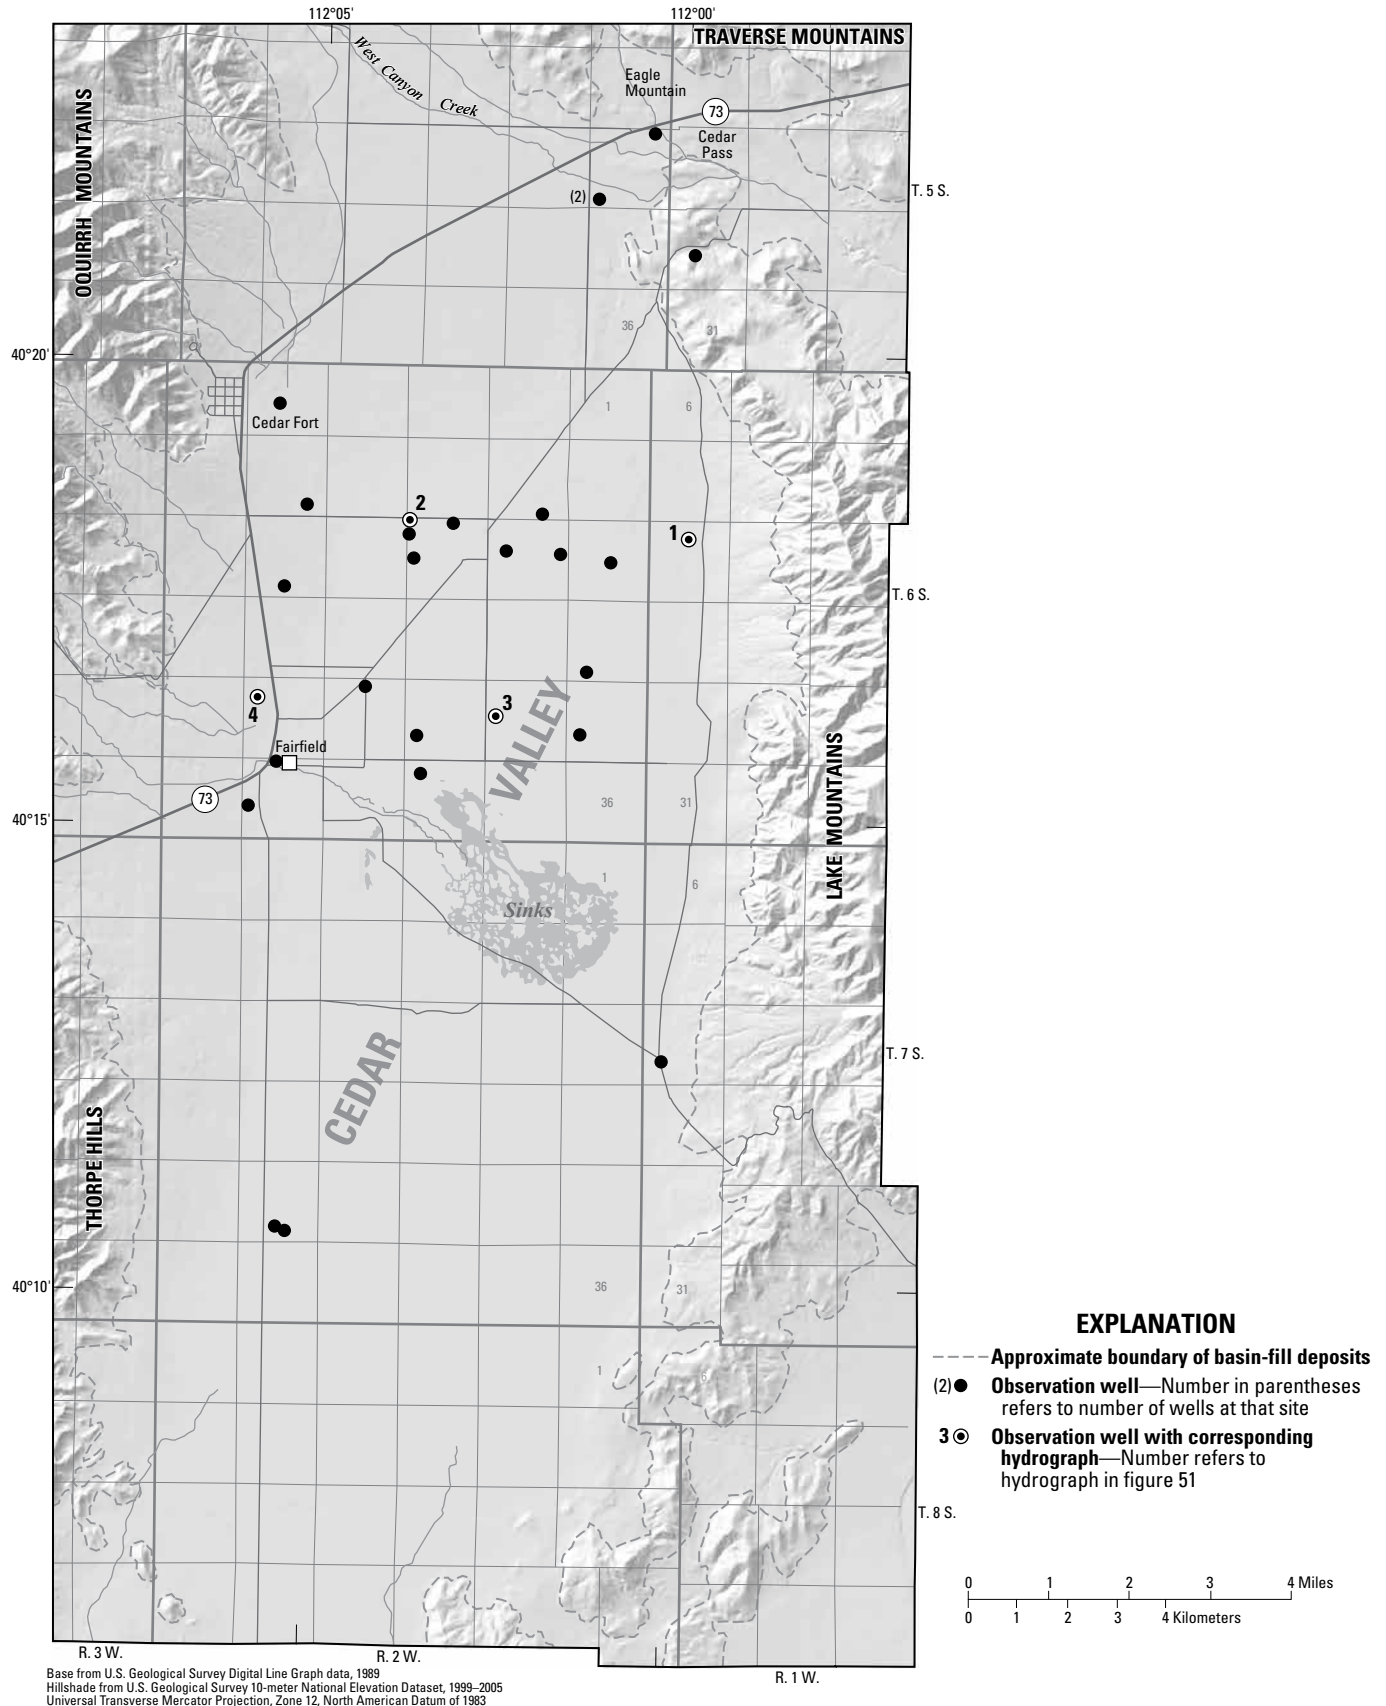 112°05'
112°00'
TRAVERSE MOUNTAINS
West Canyon Creek
Eagle
Mountain
73
Cedar
Pass
OQUIRRH MOUNTAINS
(2)
T. 5 S.
36
31
40°20'
1
6
Cedar Fort
2
1
T. 6 S.
4
3
VALLEY
Fairfield
LAKE MOUNTAINS
73
36
31
40°15'
1
6
Sinks
CEDAR
T. 7 S.
THORPE HILLS
40°10'
36
31
1
6
EXPLANATION
Approximate boundary of basin-fill deposits
(2) Observation well—Number in parentheses
refers to number of wells at that site
3 Observation well with corresponding
hydrograph—Number refers to
hydrograph in figure 51
T. 8 S.
0 1 2 3 4 Miles
0 1 2 3 4 Kilometers
R. 3 W.
R. 2 W.
R. 1 W.
Base from U.S. Geological Survey Digital Line Graph data, 1989
Hillshade from U.S. Geological Survey 10-meter National Elevation Dataset, 1999–2005
Universal Transverse Mercator Projection, Zone 12, North American Datum of 1983